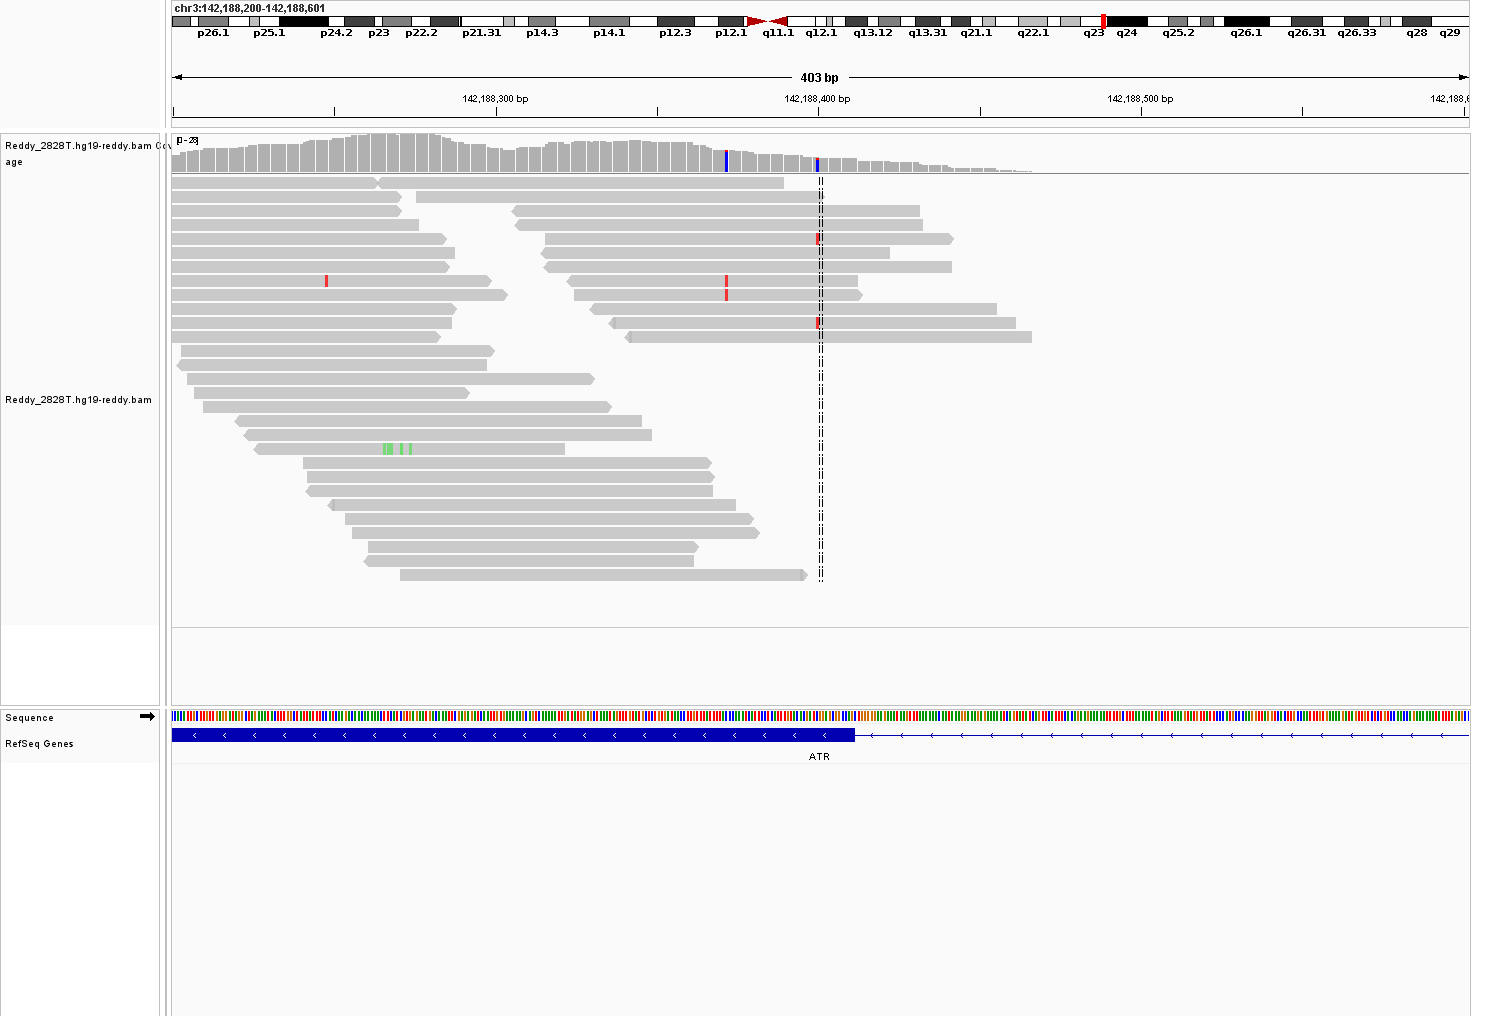 chr3:142,188,200-142,188,601
p26.1 p25.1 p24.2 p23 p22.2 p21.31 p14.3 p14.1 p12.3 p12.1 q11.1 q12.1 q13.12 q13.31 q21.1 q22.1 q23 q24 q25.2 q26.1 q26.31 q26.33 q28 q29
403 bp
142,188,300 bp 142,188,400 bp 142,188,500 bp 142,188,6
Reddy_2828T.hg19-reddy.bam Cov
age
[0 - 28]
Reddy_2828T.hg19-reddy.bam
Sequence
RefSeq Genes
ATR